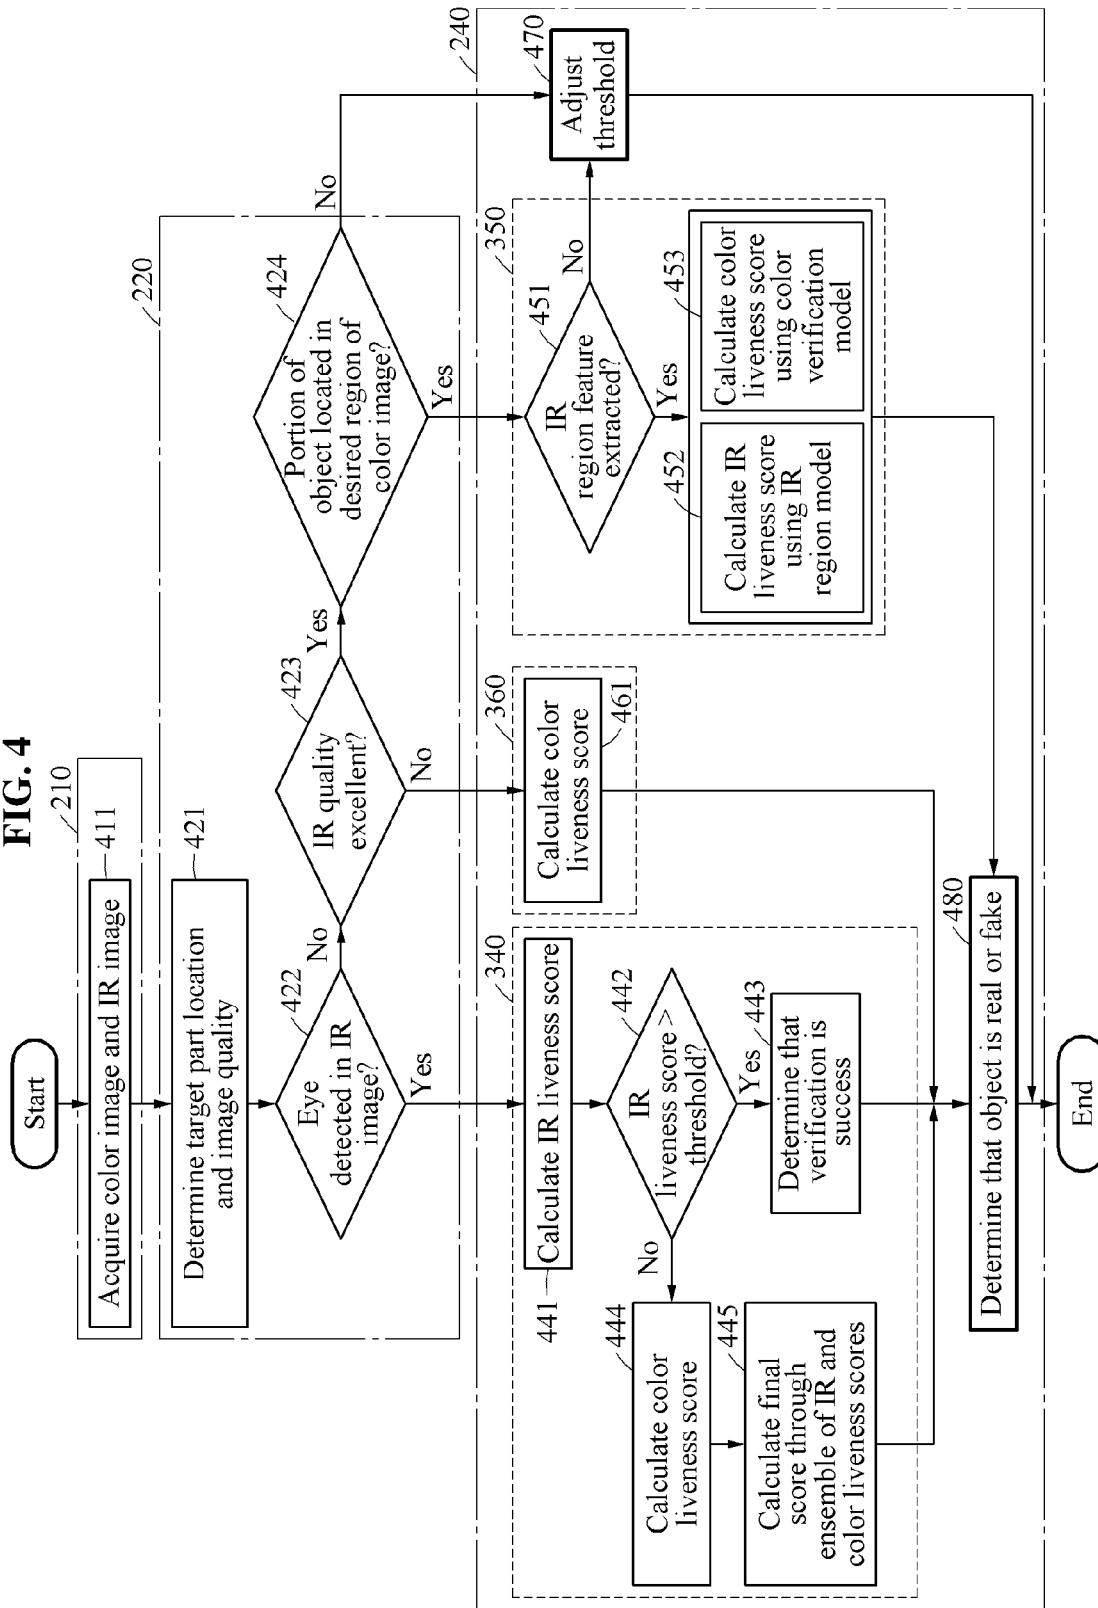 FIG. 4
Start
210
411
Acquire color image and IR image
220
421
Determine target part location
and image quality
422
Eye
detected in IR
image?
No
Yes
423
IR quality
excellent?
Yes
No
424
Portion of
object located in
desired region of
color image?
No
Yes
240
340
441
Calculate IR liveness score
442
IR
liveness score >
threshold?
No
Yes
443
Determine that
verification is
success
444
Calculate color
liveness score
445
Calculate final
score through
ensemble of IR and
color liveness scores
360
Calculate color
liveness score
461
350
451
IR
region feature
extracted?
No
Yes
452
Calculate IR
liveness score
using IR
region model
453
Calculate color
liveness score
using color
verification
model
470
Adjust
threshold
480
Determine that object is real or fake
End